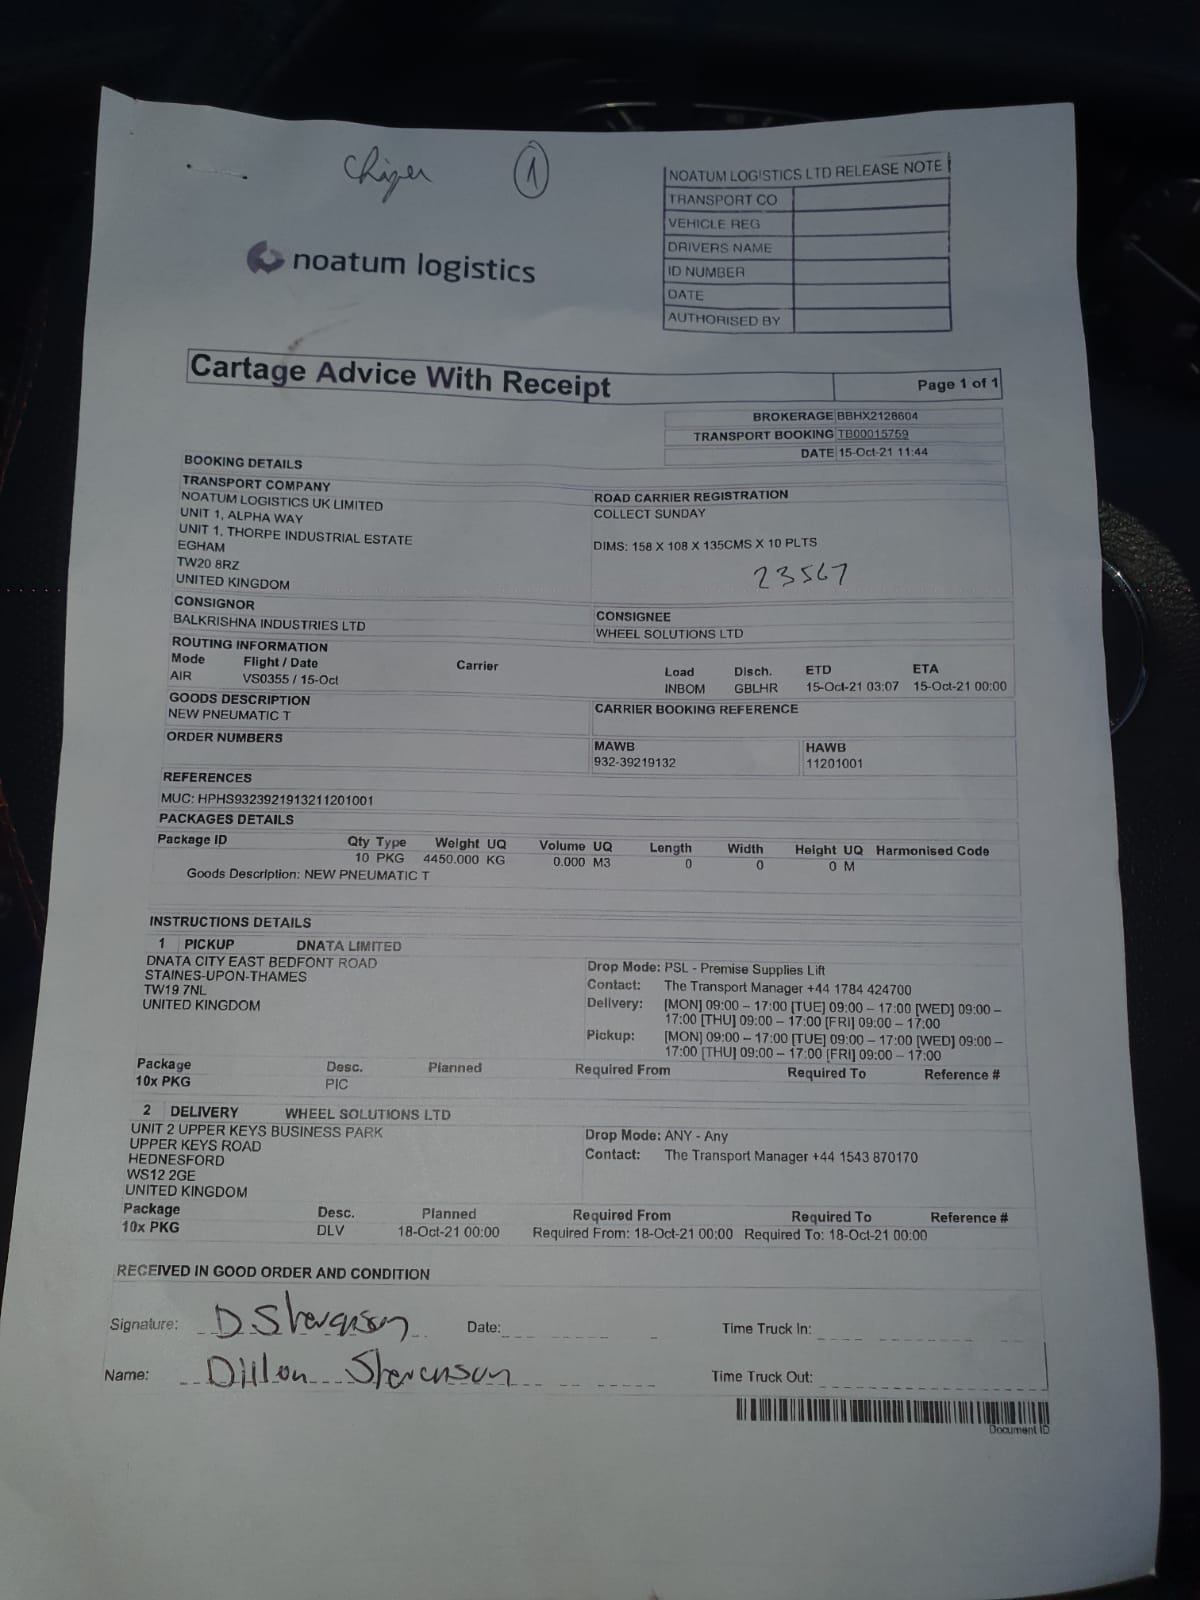 1
NOATUM LOGISTICS LTD RELEASE NOTE
TRANSPORT CO
VEHICLE REG
DRIVERS NAME
ID NUMBER
DATE
AUTHORISED BY
noatum logistics
Cartage Advice With Receipt
Page 1 of 1
BROKERAGE BBHX2128604
TRANSPORT BOOKING TB00015759
DATE 15-Oct-21 11:44
BOOKING DETAILS
TRANSPORT COMPANY
NOATUM LOGISTICS UK LIMITED
UNIT 1, ALPHA WAY
UNIT 1, THORPE INDUSTRIAL ESTATE
EGHAM
TW20 8RZ
UNITED KINGDOM
ROAD CARRIER REGISTRATION
COLLECT SUNDAY
DIMS: 158 X 108 X 135CMS X 10 PLTS
23567
CONSIGNOR
BALKRISHNA INDUSTRIES LTD
CONSIGNEE
WHEEL SOLUTIONS LTD
ROUTING INFORMATION
Mode Flight / Date Carrier Load Disch. ETD ETA
AIR VS0355 / 15-Oct INBOM GBLHR 15-Oct-21 03:07 15-Oct-21 00:00
GOODS DESCRIPTION
NEW PNEUMATIC T
CARRIER BOOKING REFERENCE
ORDER NUMBERS
MAWB
932-39219132
HAWB
11201001
REFERENCES
MUC: HPHS9323921913211201001
PACKAGES DETAILS
Package ID Qty Type Weight UQ Volume UQ Length Width Height UQ Harmonised Code
10 PKG 4450.000 KG 0.000 M3 0 0 0 M
Goods Description: NEW PNEUMATIC T
INSTRUCTIONS DETAILS
1 PICKUP DNATA LIMITED
DNATA CITY EAST BEDFONT ROAD
STAINES-UPON-THAMES
TW19 7NL
UNITED KINGDOM
Drop Mode: PSL - Premise Supplies Lift
Contact: The Transport Manager +44 1784 424700
Delivery: [MON] 09:00 – 17:00 [TUE] 09:00 – 17:00 [WED] 09:00 –
17:00 [THU] 09:00 – 17:00 [FRI] 09:00 – 17:00
Pickup: [MON] 09:00 – 17:00 [TUE] 09:00 – 17:00 [WED] 09:00 –
17:00 [THU] 09:00 – 17:00 [FRI] 09:00 – 17:00
Package Desc. Planned Required From Required To Reference #
10x PKG PIC
2 DELIVERY WHEEL SOLUTIONS LTD
UNIT 2 UPPER KEYS BUSINESS PARK
UPPER KEYS ROAD
HEDNESFORD
WS12 2GE
UNITED KINGDOM
Drop Mode: ANY - Any
Contact: The Transport Manager +44 1543 870170
Package Desc. Planned Required From Required To Reference #
10x PKG DLV 18-Oct-21 00:00 Required From: 18-Oct-21 00:00 Required To: 18-Oct-21 00:00
RECEIVED IN GOOD ORDER AND CONDITION
Signature: D Stevenson Date: Time Truck In:
Name: Dillon Stevenson Time Truck Out:
Document ID